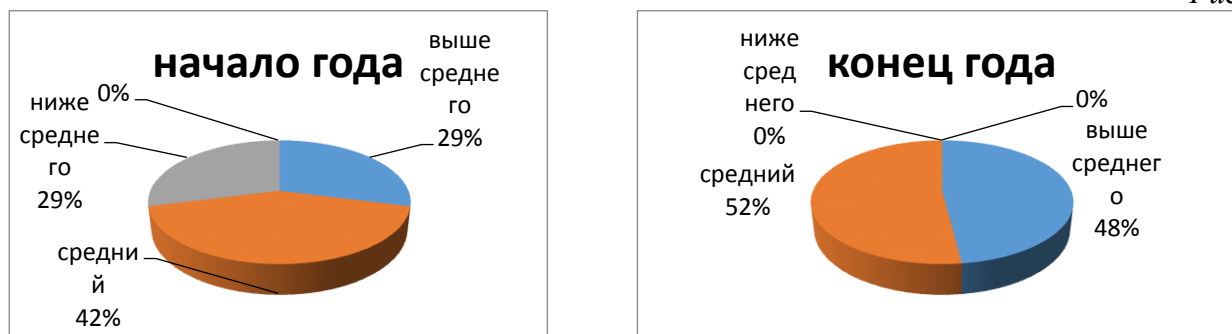 начало года
выше
средне
го
29%
0%
ниже
средне
го
29%
средни
й
42%
конец года
ниже
сред
него
0%
0%
выше
среднег
о
48%
средний
52%